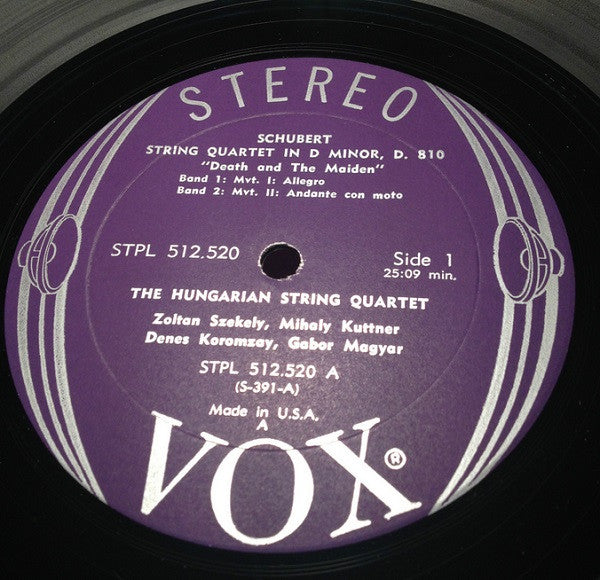 STEREO
SCHUBERT
STRING QUARTET IN D MINOR, D. 810
"Death and The Maiden"
Band 1: Mvt. I: Allegro
Band 2: Mvt. II: Andante con moto
STPL 512.520
Side 1
25:09 min.
THE HUNGARIAN STRING QUARTET
Zoltan Szekely, Mihaly Kuttner
Denes Koromzay, Gabor Magyar
STPL 512.520 A
(S-391-A)
Made in U.S.A.
A
VOX®